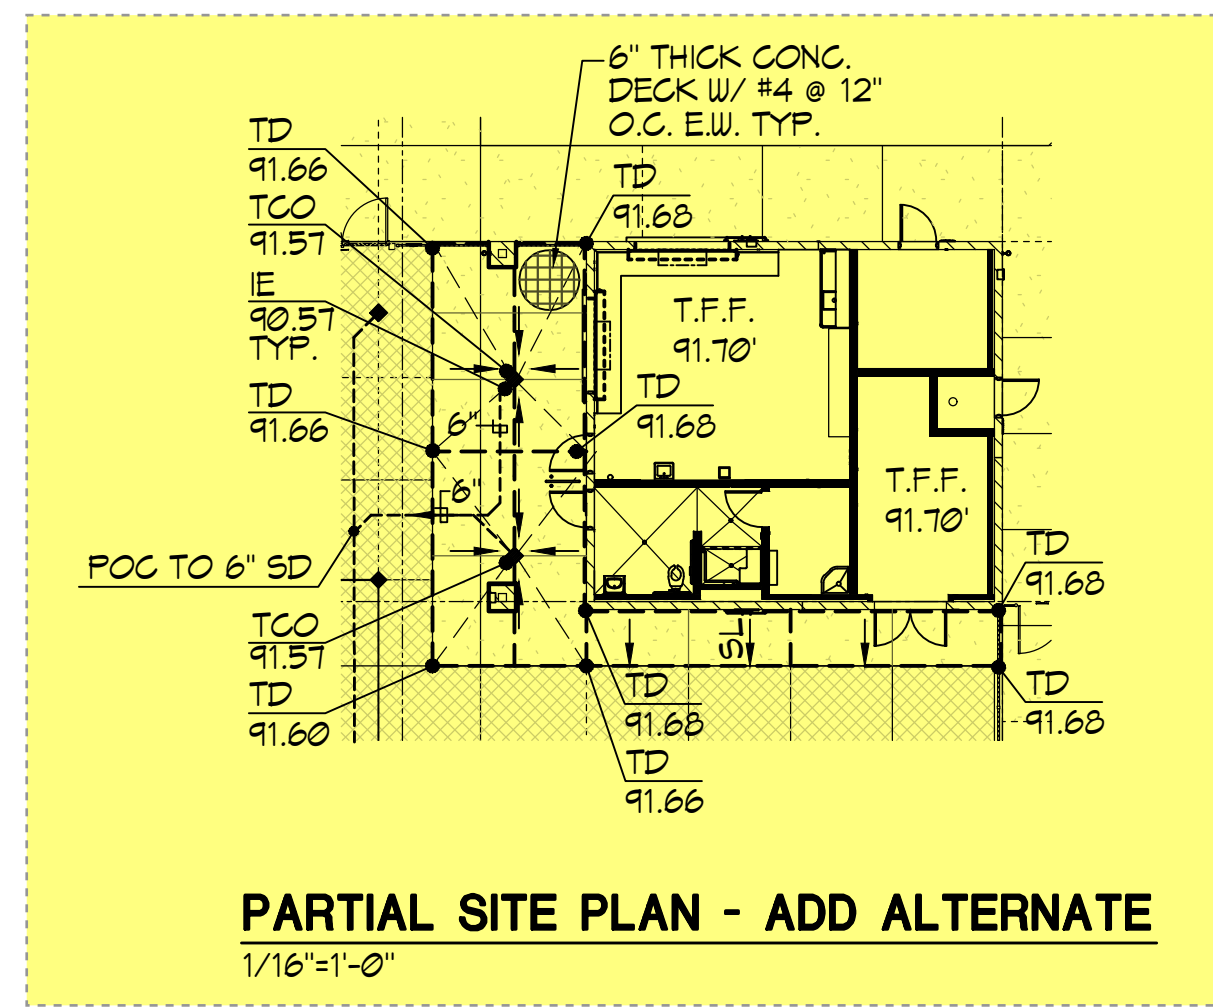 6" THICK CONC.
DECK W/ #4 @ 12"
O.C. E.W. TYP.
TD
91.66
TCO
91.57
IE
90.57
TYP.
TD
91.66
TD
91.68
T.F.F.
91.70'
TD
91.68
6"
6"
T.F.F.
91.70'
POC TO 6" SD
TD
91.68
TCO
91.57
SL
TD
91.60
TD
91.68
TD
91.68
TD
91.66
PARTIAL SITE PLAN - ADD ALTERNATE
1/16"=1'-0"